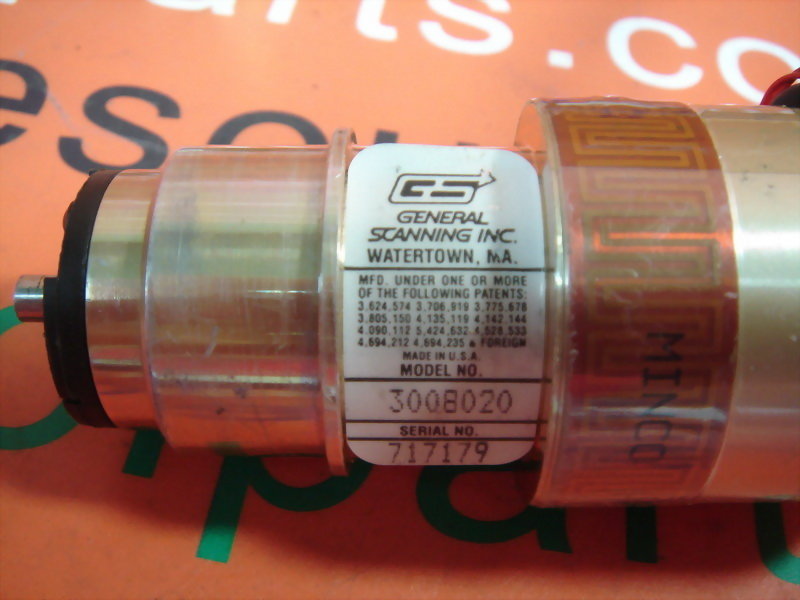 arts.co
esou
GS
GENERAL
SCANNING INC.
WATERTOWN, MA.
MFD. UNDER ONE OR MORE
OF THE FOLLOWING PATENTS:
3,624,574 3,706,919 3,775,678
3,805,150 4,135,119 4,142,144
4,090,112 5,424,632 4,528,533
4,694,212 4,694,235 & FOREIGN
MADE IN U.S.A.
MODEL NO.
3008020
SERIAL NO.
717179
MINCO